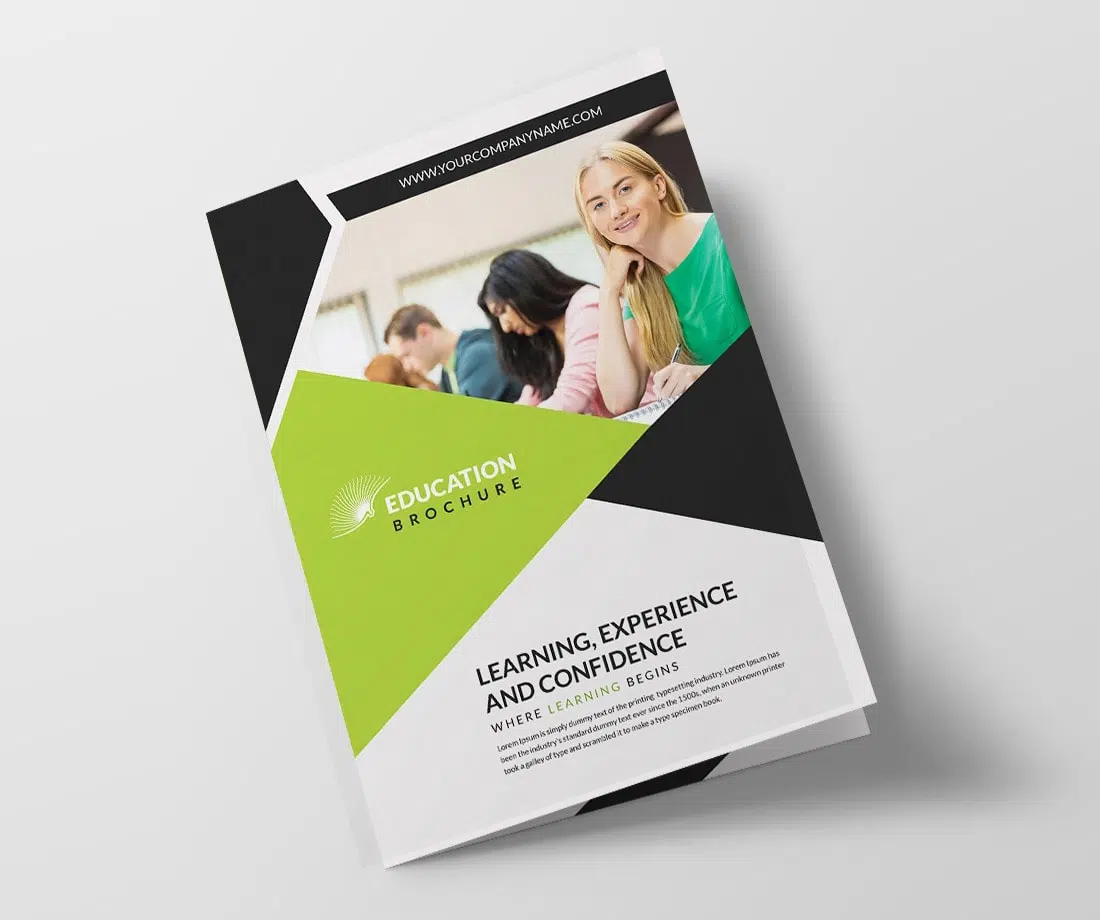 WWW.YOURCOMPANYNAME.COM
EDUCATION
BROCHURE
LEARNING, EXPERIENCE
AND CONFIDENCE
WHERE LEARNING BEGINS
Lorem Ipsum is simply dummy text of the printing typesetting industry. Lorem Ipsum has
been the industry's standard dummy text ever since the 1500s, when an unknown printer
took a galley of type and scrambled it to make a type specimen book.